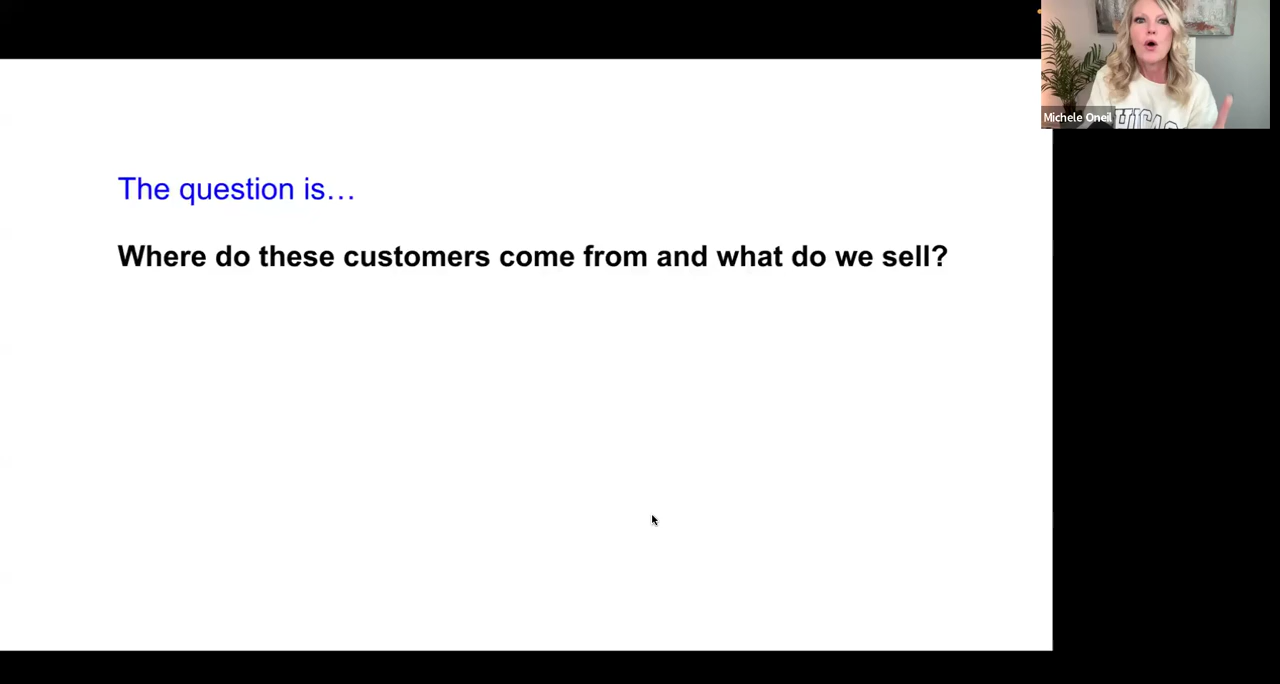 Michele Oneil
The question is…
Where do these customers come from and what do we sell?